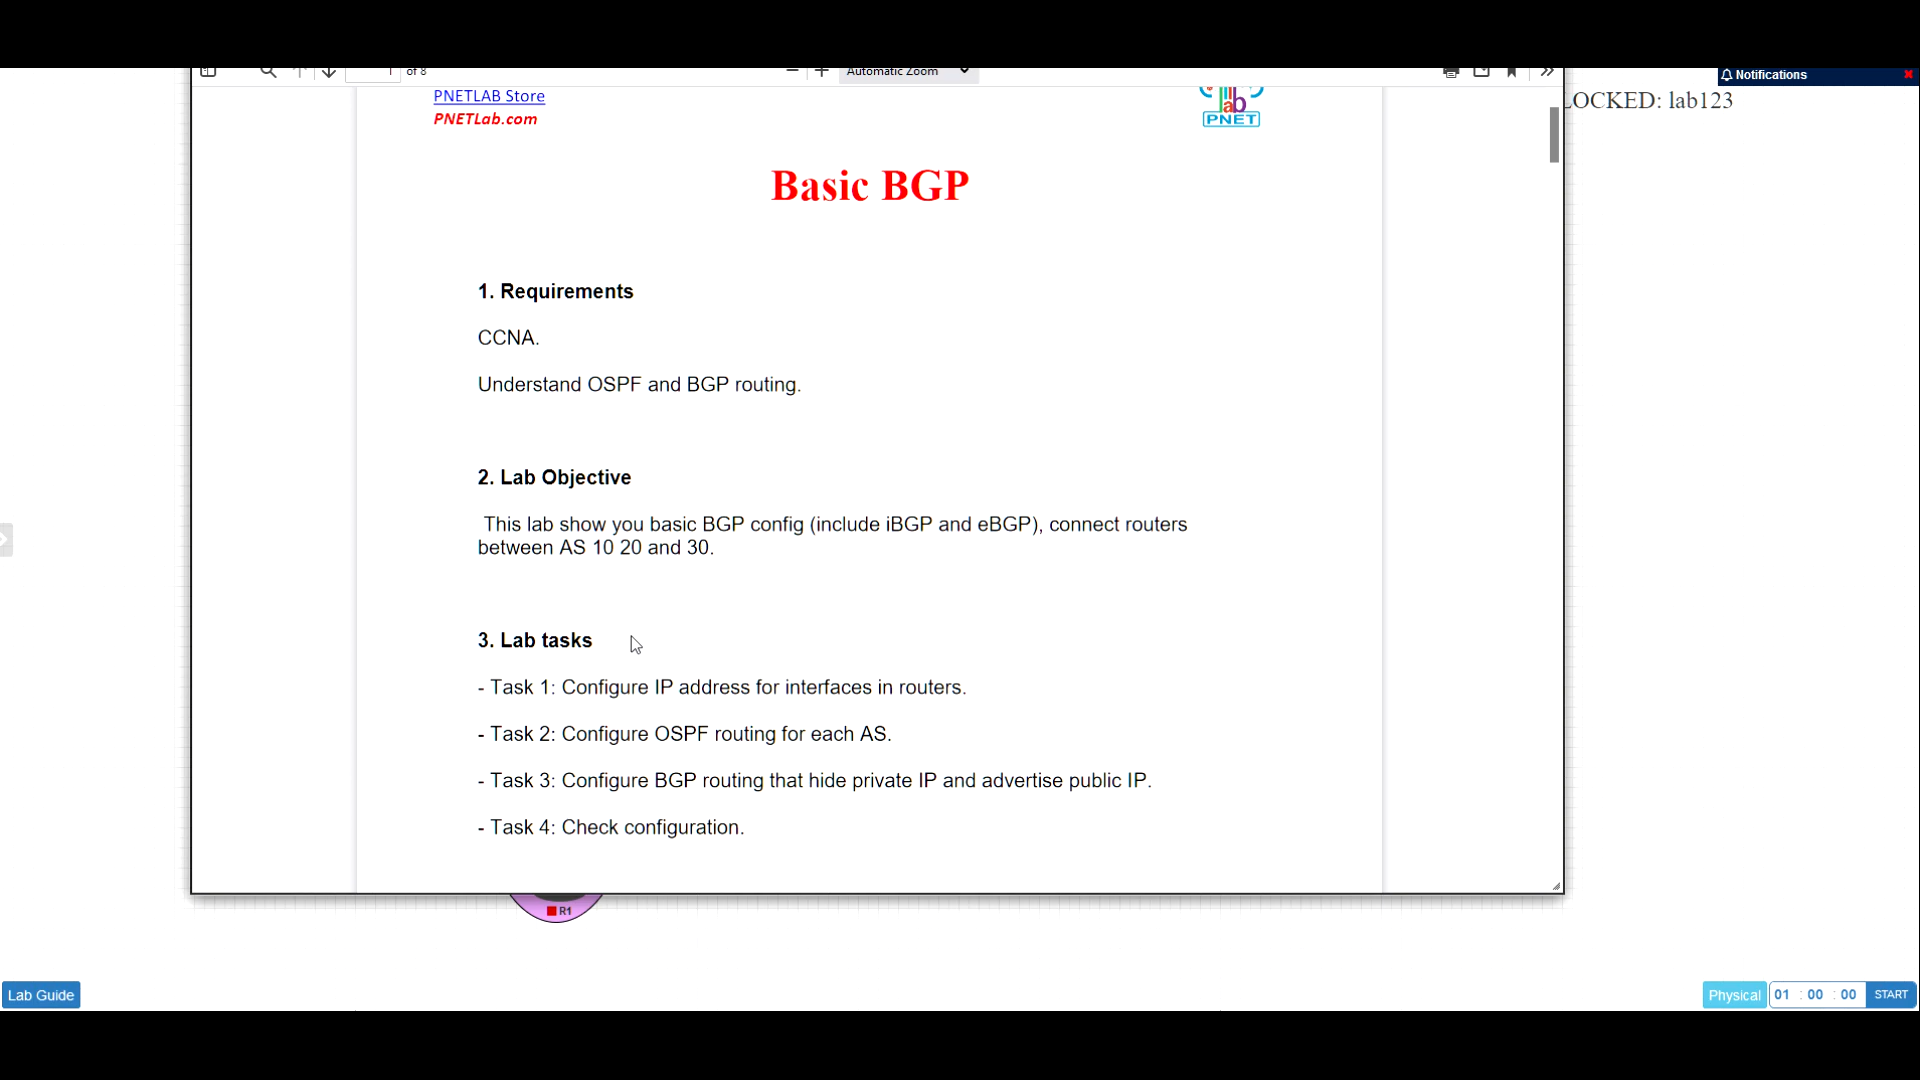 1 of 8
Automatic Zoom
Notifications
PNETLAB Store
PNETLab.com
lab
PNET
LOCKED: lab123
Basic BGP
1. Requirements
CCNA.
Understand OSPF and BGP routing.
2. Lab Objective
This lab show you basic BGP config (include iBGP and eBGP), connect routers
between AS 10 20 and 30.
3. Lab tasks
- Task 1: Configure IP address for interfaces in routers.
- Task 2: Configure OSPF routing for each AS.
- Task 3: Configure BGP routing that hide private IP and advertise public IP.
- Task 4: Check configuration.
R1
Lab Guide
Physical 01 : 00 : 00 START